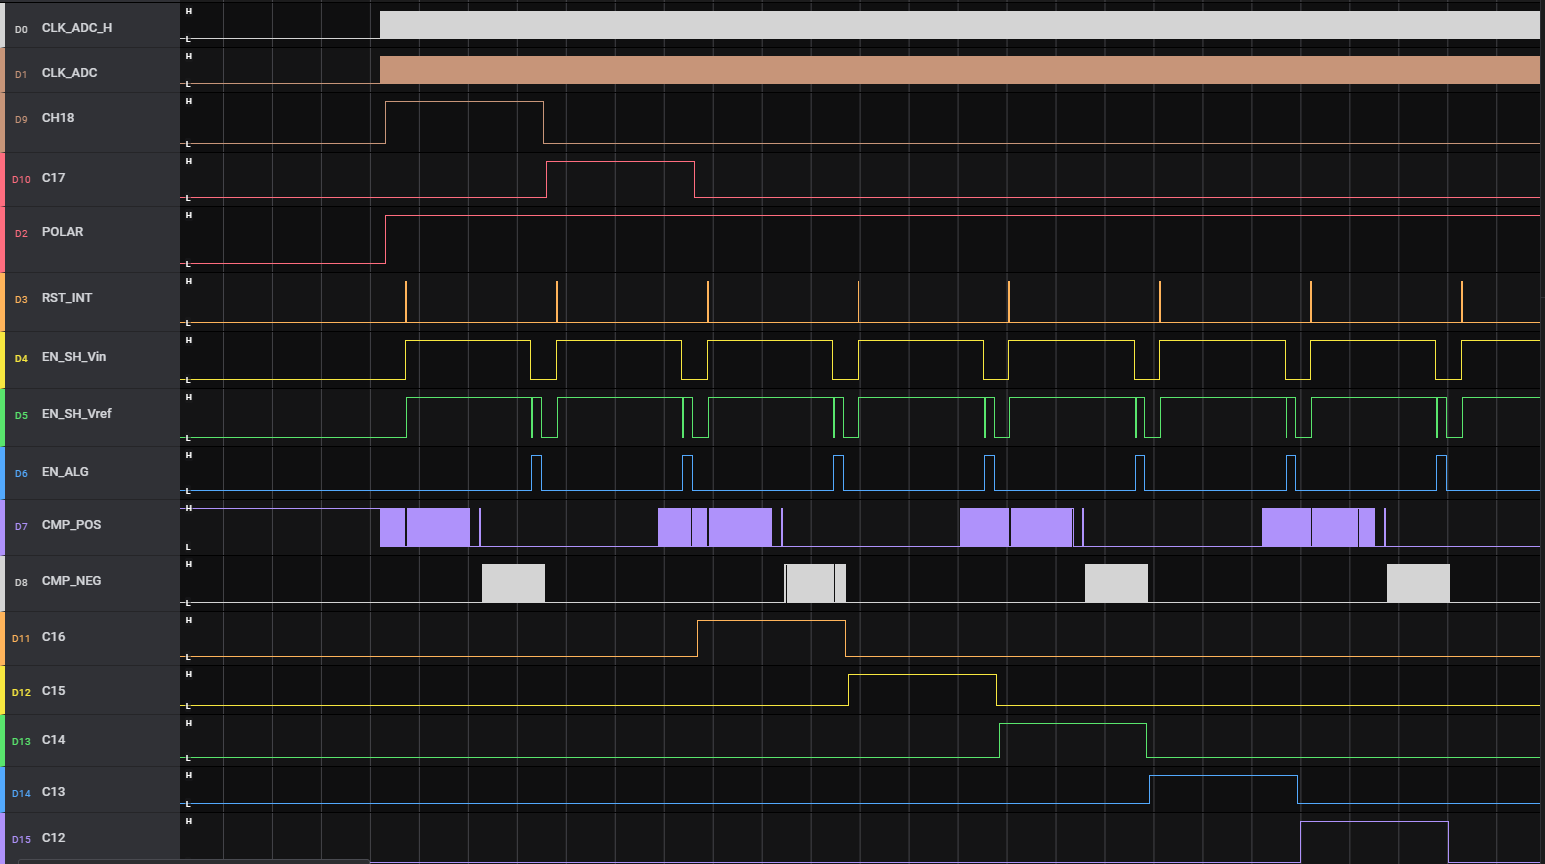 D0 CLK_ADC_H H L
D1 CLK_ADC H L
D9 CH18 H L
D10 C17 H L
D2 POLAR H L
D3 RST_INT H L
D4 EN_SH_Vin H L
D5 EN_SH_Vref H L
D6 EN_ALG H L
D7 CMP_POS H L
D8 CMP_NEG H L
D11 C16 H L
D12 C15 H L
D13 C14 H L
D14 C13 H L
D15 C12 H